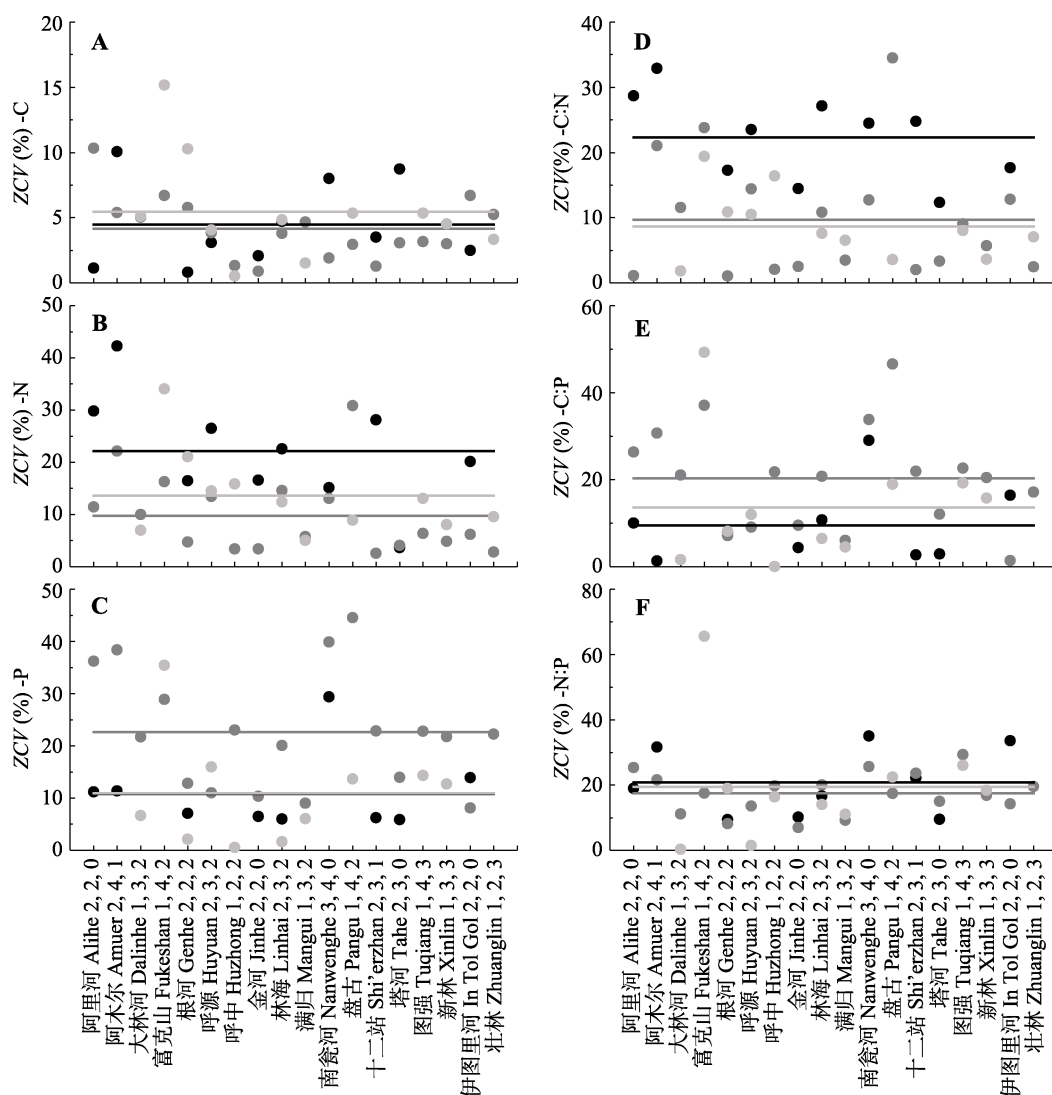 A
ZCV (%) -C
20
15
10
5
0
B
ZCV (%) -N
50
40
30
20
10
0
C
ZCV (%) -P
50
40
30
20
10
0
D
ZCV(%) -C:N
40
30
20
10
0
E
ZCV (%) -C:P
60
40
20
0
F
ZCV (%) -N:P
80
60
40
20
0
阿里河 Alihe 2, 2, 0
阿木尔 Amuer 2, 4, 1
大林河 Dalinhe 1, 3, 2
富克山 Fukeshan 1, 4, 2
根河 Genhe 2, 2, 2
呼源 Huyuan 2, 3, 2
呼中 Huzhong 1, 2, 2
金河 Jinhe 2, 2, 0
林海 Linhai 2, 3, 2
满归 Mangui 1, 3, 2
南瓮河 Nanwenghe 3, 4, 0
盘古 Pangu 1, 4, 2
十二站 Shi'erzhan 2, 3, 1
塔河 Tahe 2, 2, 0
图强 Tuqiang 1, 4, 3
新林 Xinlin 1, 3, 3
伊图里河 In Tol Gol 2, 2, 0
壮林 Zhuanglin 1, 2, 3
阿里河 Alihe 2, 2, 0
阿木尔 Amuer 2, 4, 1
大林河 Dalinhe 1, 3, 2
富克山 Fukeshan 1, 4, 2
根河 Genhe 2, 2, 2
呼源 Huyuan 2, 3, 2
呼中 Huzhong 1, 2, 2
金河 Jinhe 2, 2, 0
林海 Linhai 2, 3, 2
满归 Mangui 1, 3, 2
南瓮河 Nanwenghe 3, 4, 0
盘古 Pangu 1, 4, 2
十二站 Shi'erzhan 2, 3, 1
塔河 Tahe 2, 2, 0
图强 Tuqiang 1, 4, 3
新林 Xinlin 1, 3, 3
伊图里河 In Tol Gol 2, 2, 0
壮林 Zhuanglin 1, 2, 3